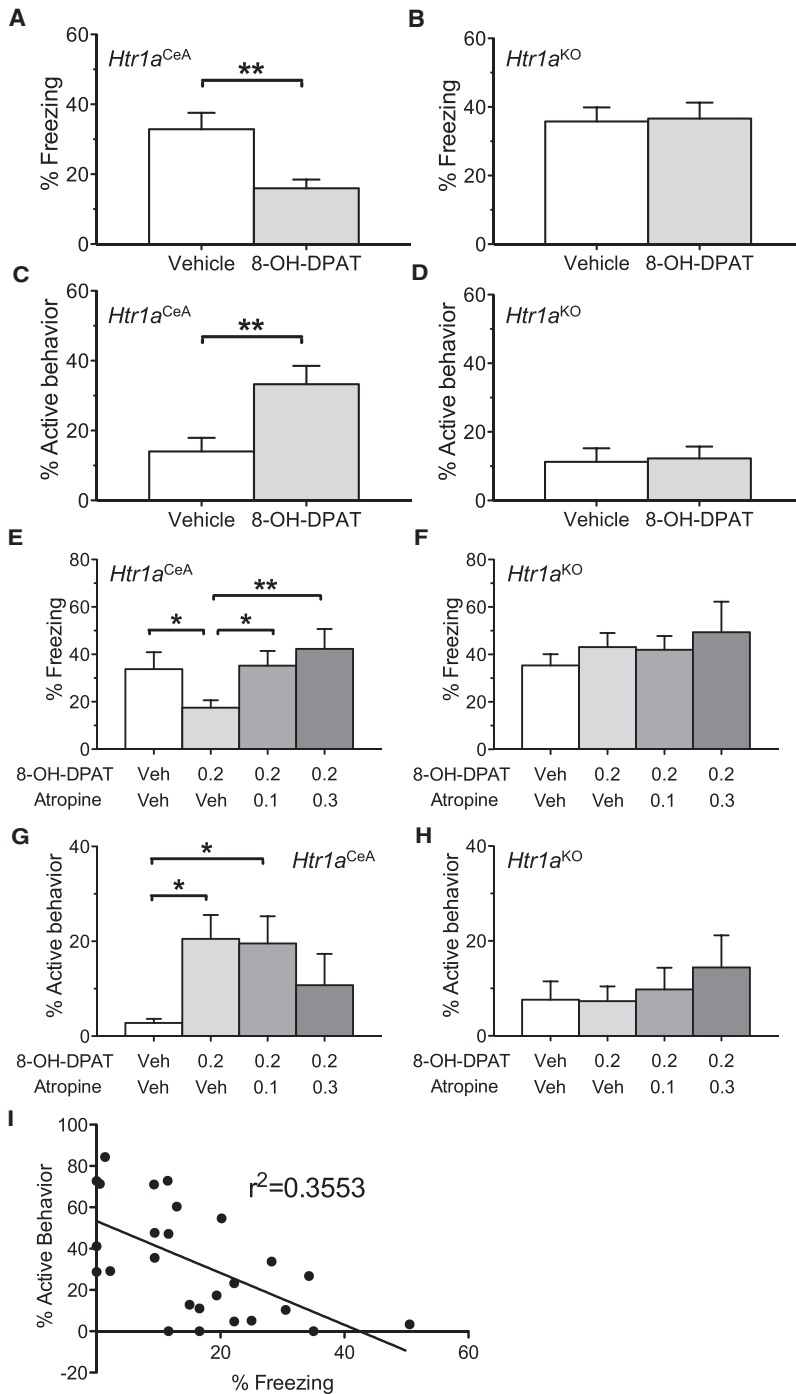 A
Htr1aCeA
**
% Freezing
60
40
20
0
Vehicle 8-OH-DPAT
B
Htr1aKO
% Freezing
60
40
20
0
Vehicle 8-OH-DPAT
C
Htr1aCeA
**
% Active behavior
60
40
20
0
Vehicle 8-OH-DPAT
D
Htr1aKO
% Active behavior
60
40
20
0
Vehicle 8-OH-DPAT
E
Htr1aCeA
**
* *
% Freezing
80
60
40
20
0
8-OH-DPAT Veh 0.2 0.2 0.2
Atropine Veh Veh 0.1 0.3
F
Htr1aKO
% Freezing
80
60
40
20
0
8-OH-DPAT Veh 0.2 0.2 0.2
Atropine Veh Veh 0.1 0.3
G
Htr1aCeA
*
*
% Active behavior
40
20
0
8-OH-DPAT Veh 0.2 0.2 0.2
Atropine Veh Veh 0.1 0.3
H
Htr1aKO
% Active behavior
40
20
0
8-OH-DPAT Veh 0.2 0.2 0.2
Atropine Veh Veh 0.1 0.3
I
r2=0.3553
% Active Behavior
100
80
60
40
20
0
-20
20 40 60
% Freezing